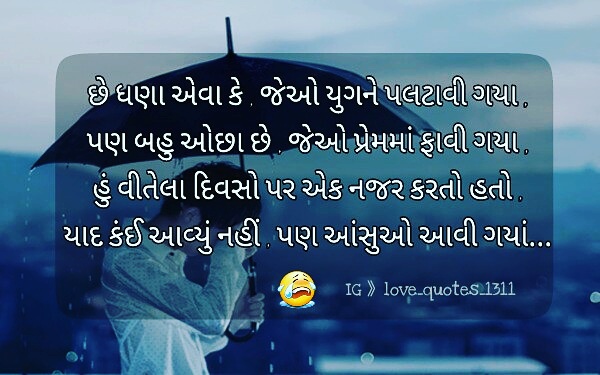 છે ધણા એવા કે , જેઓ યુગને પલટાવી ગયા ,
પણ બહુ ઓછા છે , જેઓ પ્રેમમાં ફાવી ગયા ,
હું વીતેલા દિવસો પર એક નજર કરતો હતો ,
યાદ કંઈ આવ્યું નહીં , પણ આંસુઓ આવી ગયાં...
IG 》love_quotes_1311